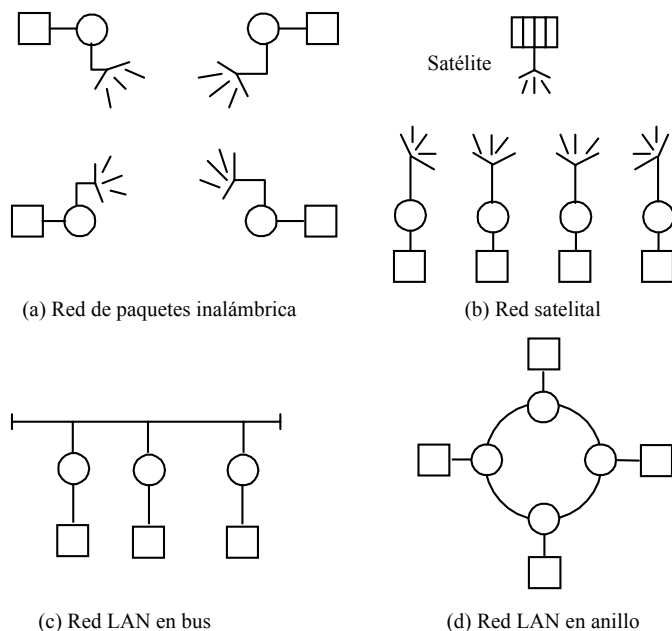 Satélite
(a) Red de paquetes inalámbrica
(b) Red satelital
(c) Red LAN en bus
(d) Red LAN en anillo